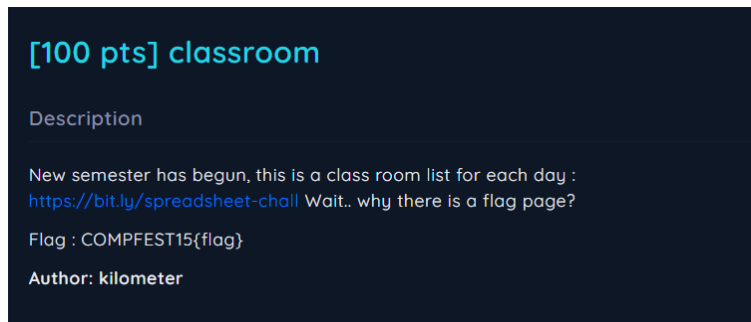 [100 pts] classroom
Description
New semester has begun, this is a class room list for each day :
https://bit.ly/spreadsheet-chall Wait.. why there is a flag page?
Flag : COMPFEST15{flag}
Author: kilometer